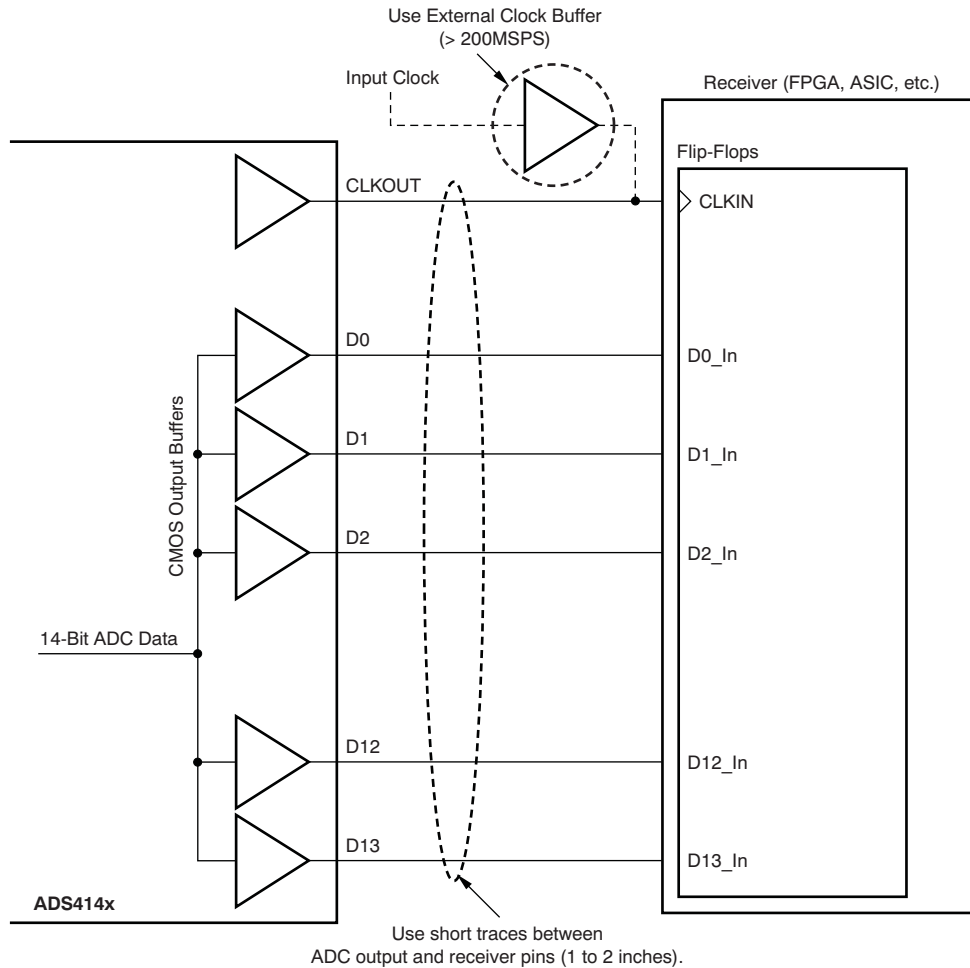 Use External Clock Buffer
(> 200MSPS)
Input Clock
Receiver (FPGA, ASIC, etc.)
Flip-Flops
CLKOUT
CLKIN
D0
D0_In
CMOS Output Buffers
D1
D1_In
D2
D2_In
14-Bit ADC Data
D12
D12_In
D13
D13_In
ADS414x
Use short traces between
ADC output and receiver pins (1 to 2 inches).